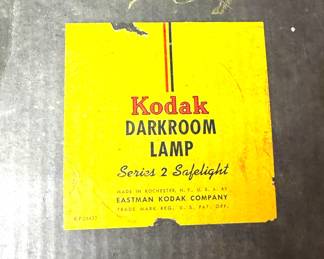 Kodak
DARKROOM
LAMP
Series 2 Safelight
MADE IN ROCHESTER, N. Y., U. S. A. BY
EASTMAN KODAK COMPANY
TRADE MARK REG. U. S. PAT. OFF.